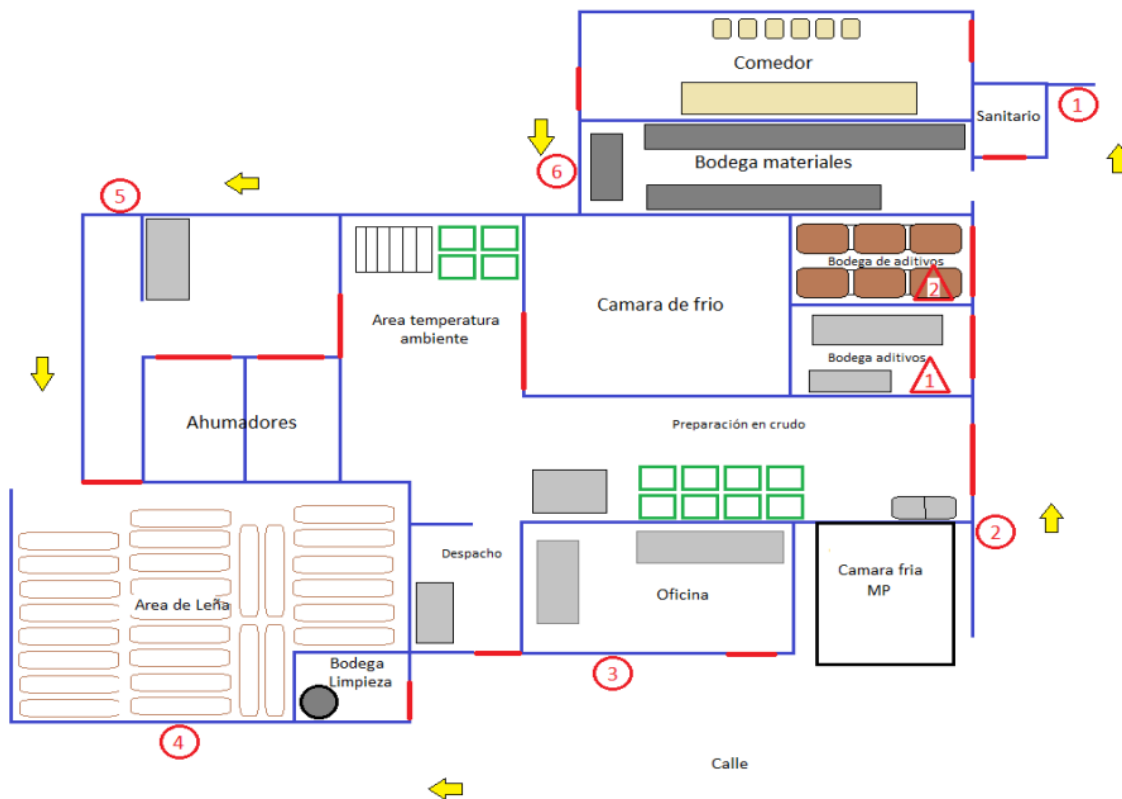 Comedor
Sanitario
1
Bodega materiales
6
5
Bodega de aditivos
2
Camara de frio
Area temperatura
ambiente
Bodega aditivos
1
Ahumadores
Preparación en crudo
2
Despacho
Camara fria
MP
Oficina
Area de Leña
Bodega
Limpieza
3
4
Calle